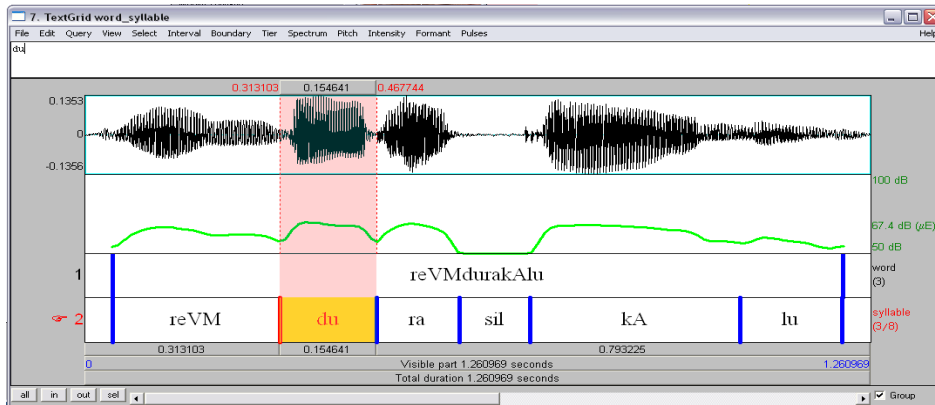 7. TextGrid word_syllable
File Edit Query View Select Interval Boundary Tier Spectrum Pitch Intensity Formant Pulses Help
du
0.313103 0.154641 0.467744
0.1353
0
-0.1356
100 dB
67.4 dB (µE)
50 dB
1 reVMdurakAlu word
(3)
2 reVM du ra sil kA lu syllable
(3/8)
0.313103 0.154641 0.793225
0 Visible part 1.260969 seconds 1.260969
Total duration 1.260969 seconds
all in out sel Group